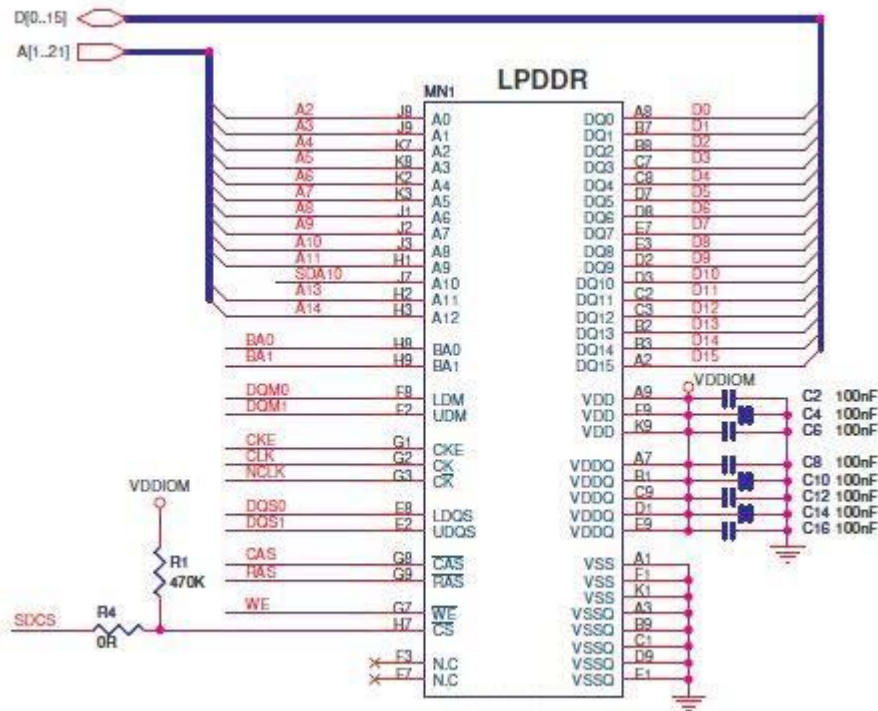 D[0..15]
A[1..21]
LPDDR
MN1
A2 J8 A0 DQ0 A8 D0
A3 J9 A1 DQ1 B7 D1
A4 K7 A2 DQ2 B8 D2
A5 K8 A3 DQ3 C7 D3
A6 K2 A4 DQ4 C8 D4
A7 K3 A5 DQ5 D7 D5
A8 J1 A6 DQ6 D8 D6
A9 J2 A7 DQ7 E7 D7
A10 J3 A8 DQ8 E3 D8
A11 H1 A9 DQ9 D2 D9
SDA10 J7 A10 DQ10 D3 D10
A13 H2 A11 DQ11 C2 D11
A14 H3 A12 DQ12 C3 D12
DQ13 B2 D13
BA0 H8 BA0 DQ14 B3 D14
BA1 H9 BA1 DQ15 A2 D15
VDDIOM
DQM0 F8 LDM VDD A9 C2 100nF
DQM1 F2 UDM VDD F9 C4 100nF
VDD K9 C6 100nF
CKE G1 CKE
CLK G2 CK VDDQ A7 C8 100nF
NCLK G3 CK VDDQ B1 C10 100nF
VDDIOM
VDDQ C9 C12 100nF
DQS0 E8 LDQS VDDQ D1 C14 100nF
DQS1 E2 UDQS VDDQ E9 C16 100nF
R1
470K
CAS G8 CAS VSS A1
RAS G9 RAS VSS F1
VSS K1
WE G7 WE VSSQ A3
SDCS R4 0R H7 CS VSSQ B9
VSSQ C1
F3 N.C VSSQ D9
F7 N.C VSSQ E1